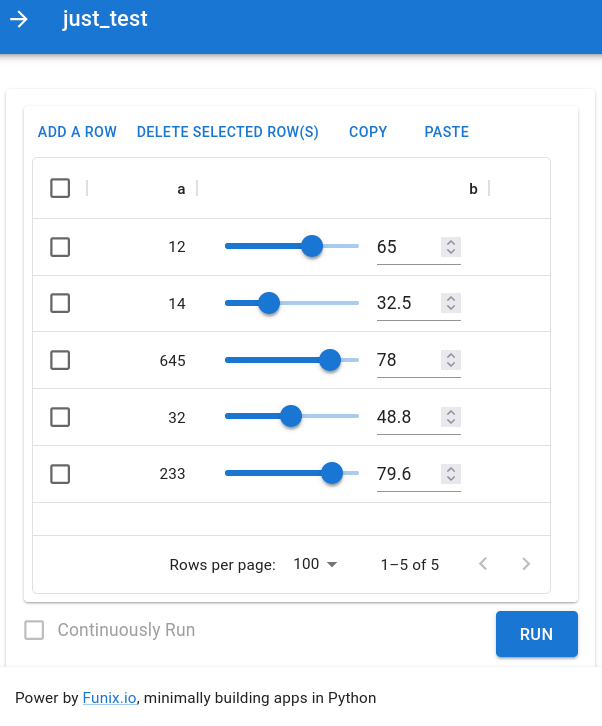 just_test
ADD A ROW DELETE SELECTED ROW(S) COPY PASTE
a b
12 65
14 32.5
645 78
32 48.8
233 79.6
Rows per page: 100 1–5 of 5
Continuously Run RUN
Power by Funix.io, minimally building apps in Python